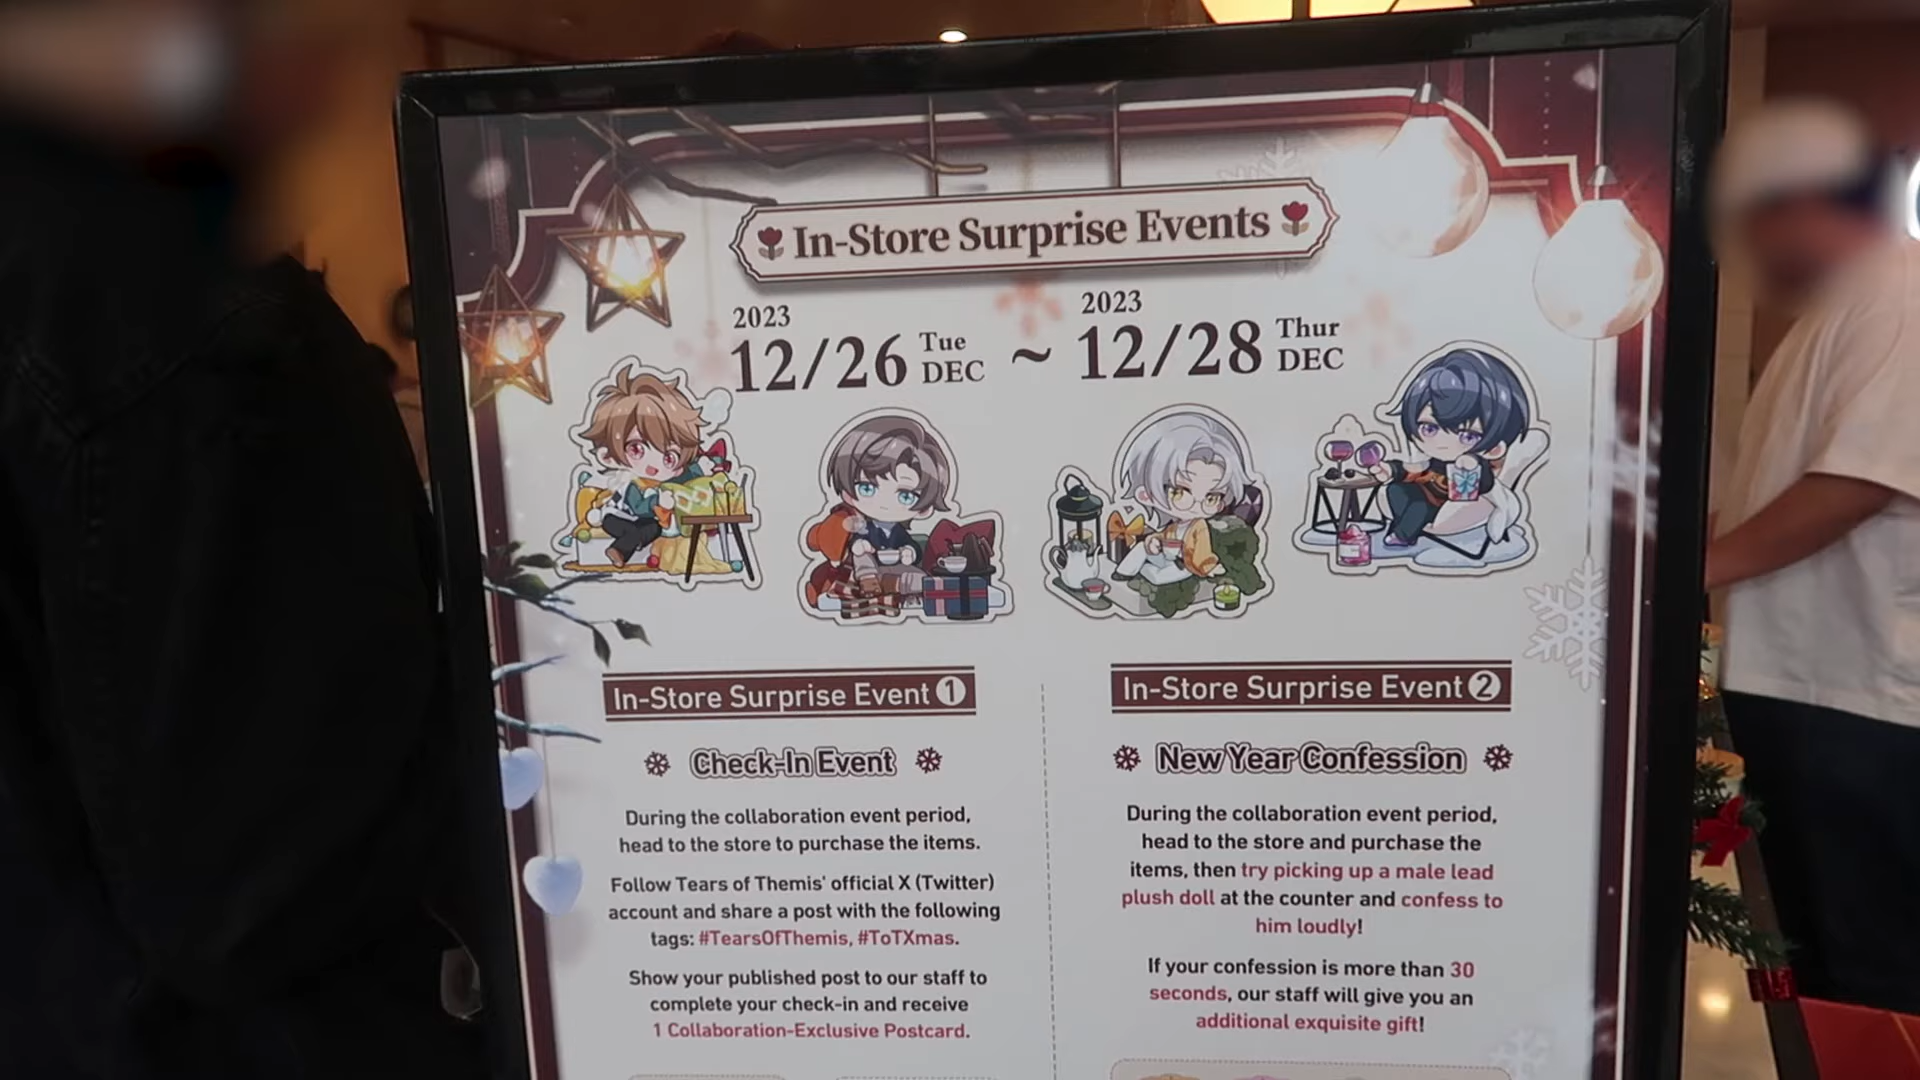 In-Store Surprise Events
2023
12/26 Tue DEC ~
2023
12/28 Thur DEC
In-Store Surprise Event 1
Check-In Event
During the collaboration event period,
head to the store to purchase the items.
Follow Tears of Themis' official X (Twitter)
account and share a post with the following
tags: #TearsOfThemis, #ToTXmas.
Show your published post to our staff to
complete your check-in and receive
1 Collaboration-Exclusive Postcard.
In-Store Surprise Event 2
New Year Confession
During the collaboration event period,
head to the store and purchase the
items, then try picking up a male lead
plush doll at the counter and confess to
him loudly!
If your confession is more than 30
seconds, our staff will give you an
additional exquisite gift!